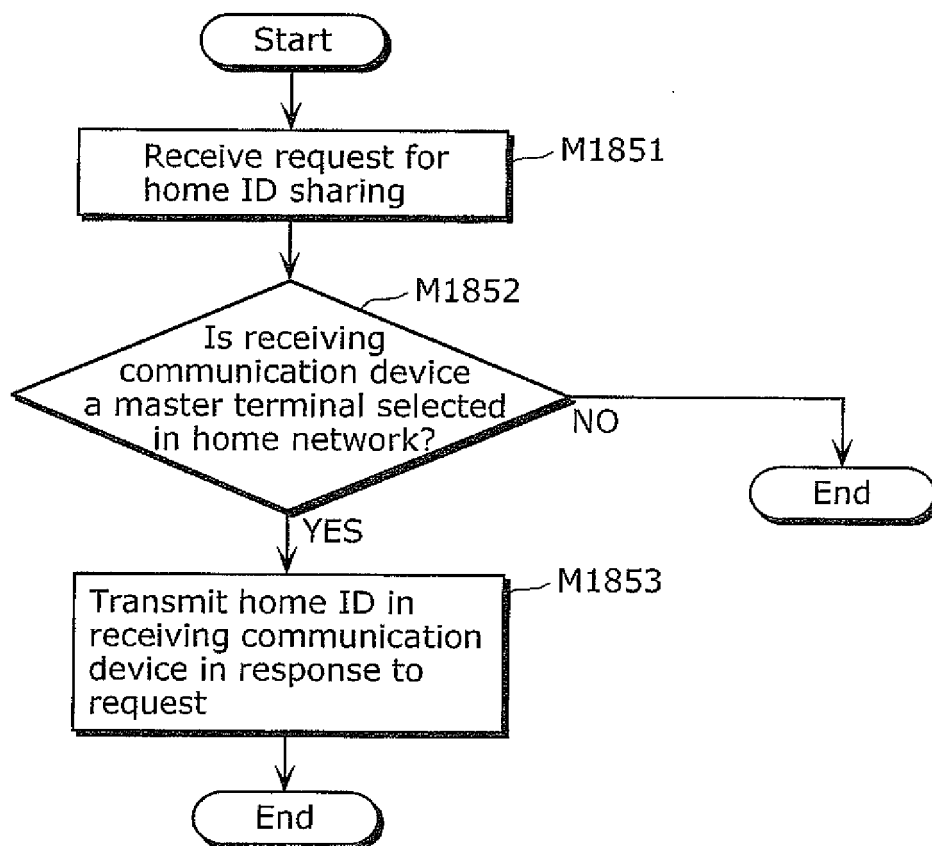 Start
Receive request for
home ID sharing
M1851
M1852
Is receiving
communication device
a master terminal selected
in home network?
NO
End
YES
M1853
Transmit home ID in
receiving communication
device in response to
request
End